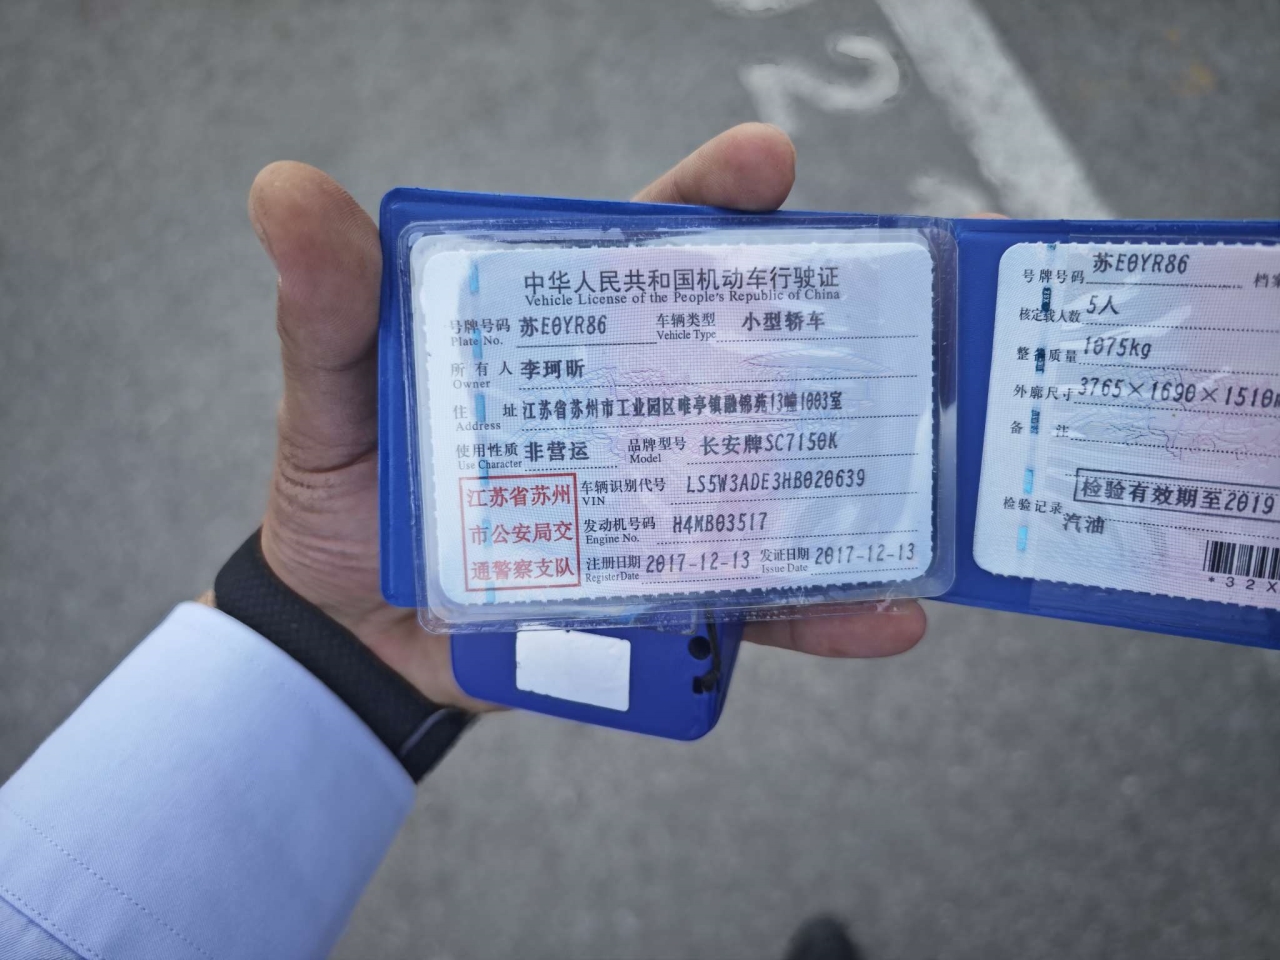 中华人民共和国机动车行驶证
Vehicle License of the People's Republic of China
号牌号码 苏E0YR86 车辆类型 小型轿车
Plate No. Vehicle Type
所有人 李珂昕
Owner
住址 江苏省苏州市工业园区唯亭镇融锦苑13幢1003室
Address
使用性质 非营运 品牌型号 长安牌SC7150K
Use Character Model
江苏省苏州
市公安局交
通警察支队
车辆识别代号 LS5W3ADE3HB020639
VIN
发动机号码 H4MB03517
Engine No.
注册日期 2017-12-13 发证日期 2017-12-13
Register Date Issue Date
号牌号码 苏E0YR86 档案
核定载人数 5人
整备质量 1075kg
外廓尺寸 3765×1690×1510
备注
检验有效期至2019
检验记录
汽油
*32X
2